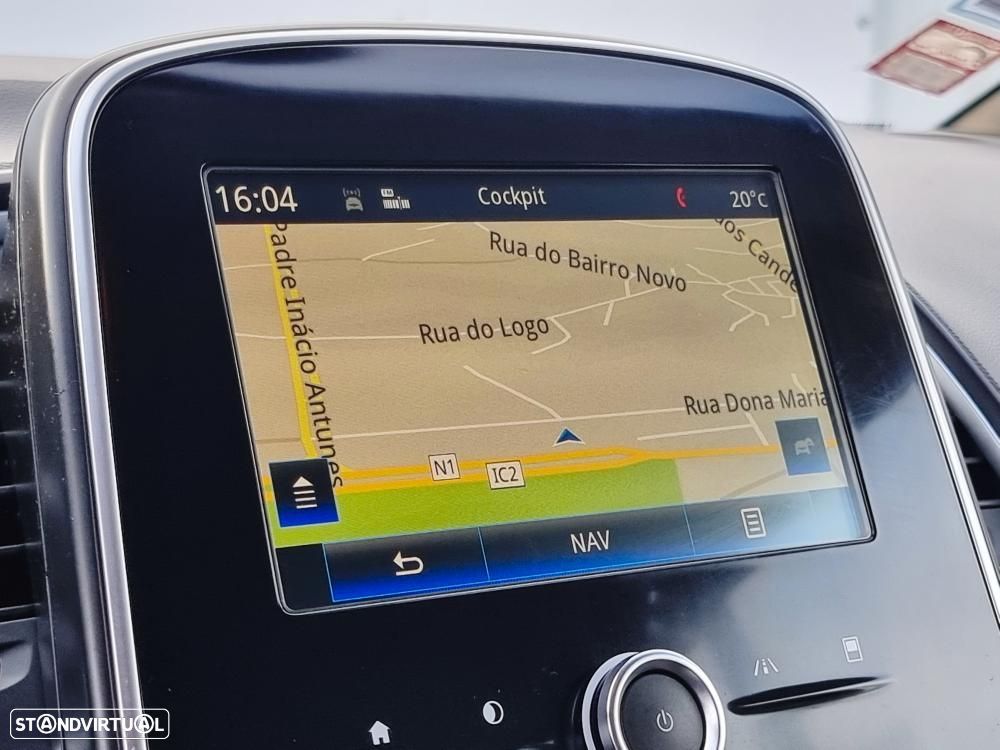 16:04
FM
Cockpit
20°C
Padre Inácio Antunes
Rua do Bairro Novo
Rua do Logo
Rua Dona Maria
N1
IC2
NAV
STANDVIRTUAL